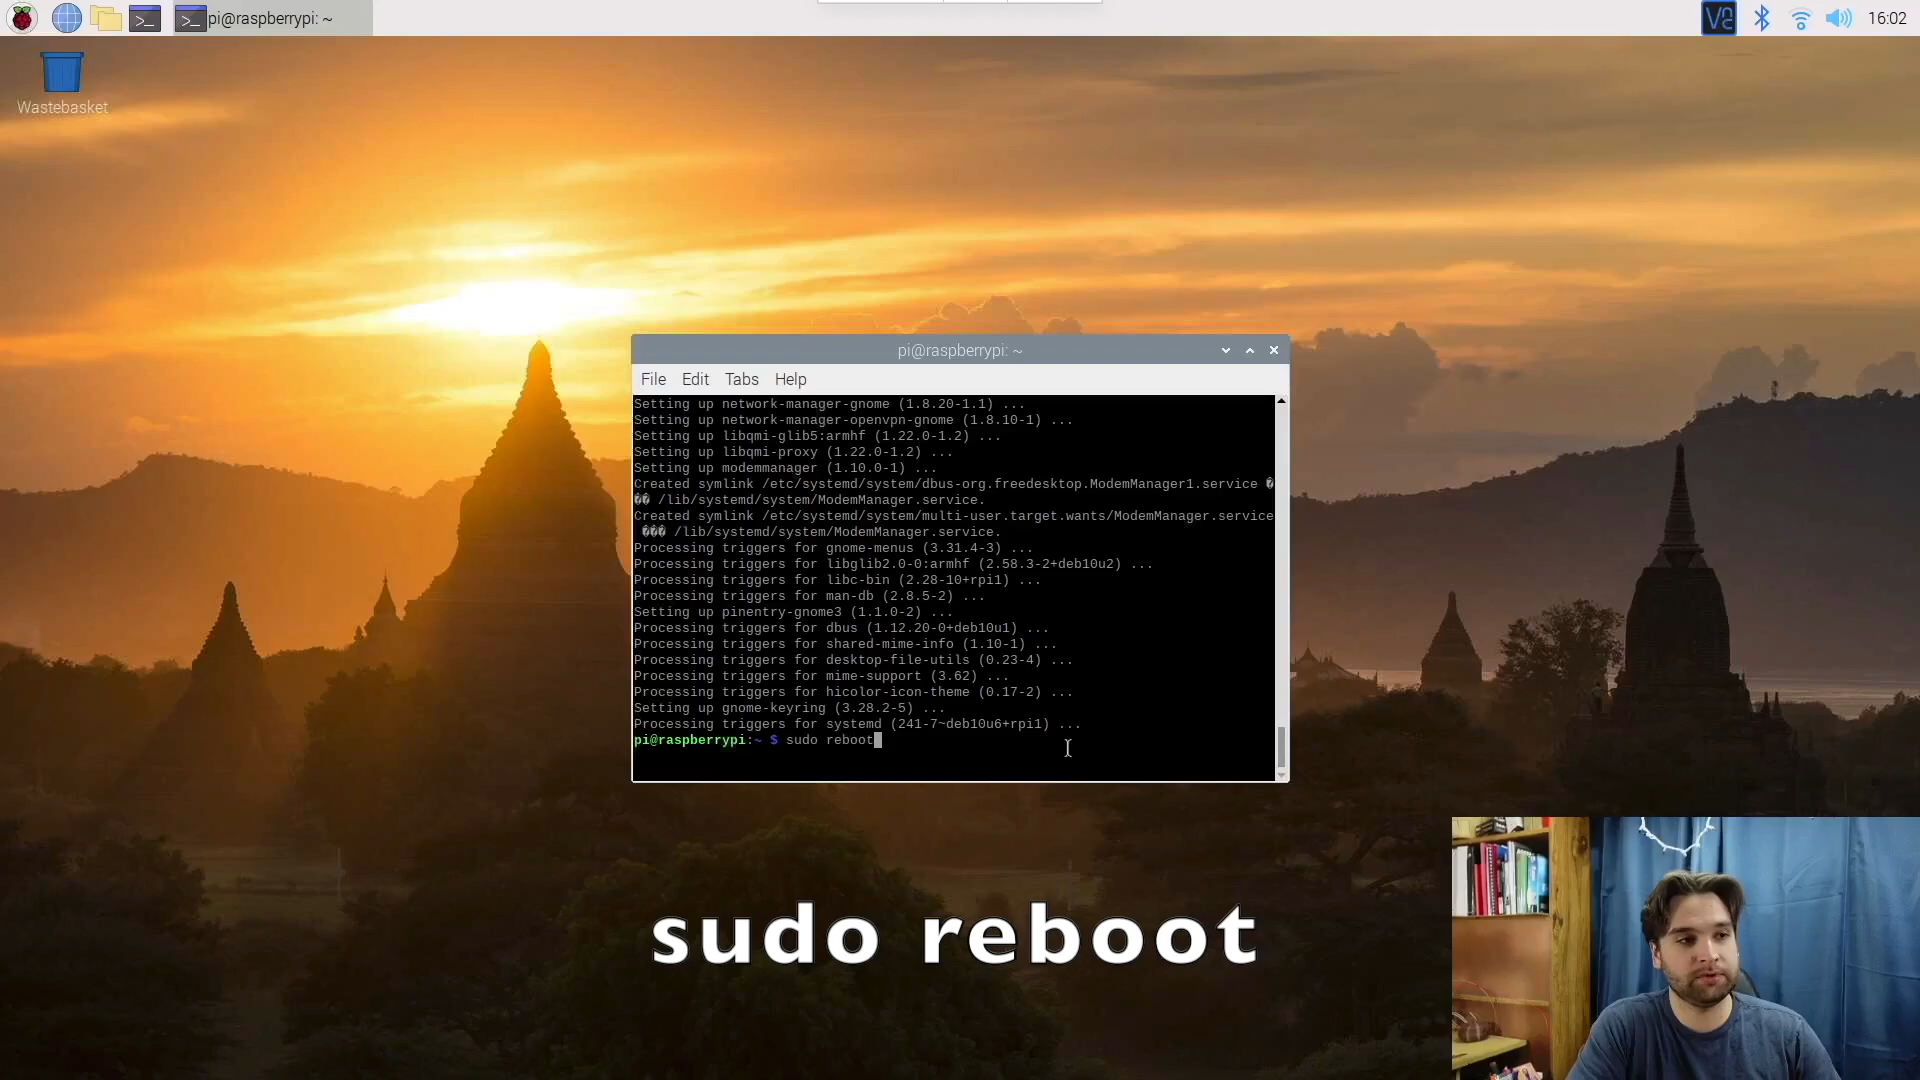 pi@raspberrypi: ~
16:02
Wastebasket
pi@raspberrypi: ~
File Edit Tabs Help
Setting up network-manager-gnome (1.8.20-1.1) ...
Setting up network-manager-openvpn-gnome (1.8.10-1) ...
Setting up libqmi-glib5:armhf (1.22.0-1.2) ...
Setting up libqmi-proxy (1.22.0-1.2) ...
Setting up modemmanager (1.10.0-1) ...
Created symlink /etc/systemd/system/dbus-org.freedesktop.ModemManager1.service �
�� /lib/systemd/system/ModemManager.service.
Created symlink /etc/systemd/system/multi-user.target.wants/ModemManager.service
��� /lib/systemd/system/ModemManager.service.
Processing triggers for gnome-menus (3.31.4-3) ...
Processing triggers for libglib2.0-0:armhf (2.58.3-2+deb10u2) ...
Processing triggers for libc-bin (2.28-10+rpi1) ...
Processing triggers for man-db (2.8.5-2) ...
Setting up pinentry-gnome3 (1.1.0-2) ...
Processing triggers for dbus (1.12.20-0+deb10u1) ...
Processing triggers for shared-mime-info (1.10-1) ...
Processing triggers for desktop-file-utils (0.23-4) ...
Processing triggers for mime-support (3.62) ...
Processing triggers for hicolor-icon-theme (0.17-2) ...
Setting up gnome-keyring (3.28.2-5) ...
Processing triggers for systemd (241-7~deb10u6+rpi1) ...
pi@raspberrypi:~ $ sudo reboot
sudo reboot